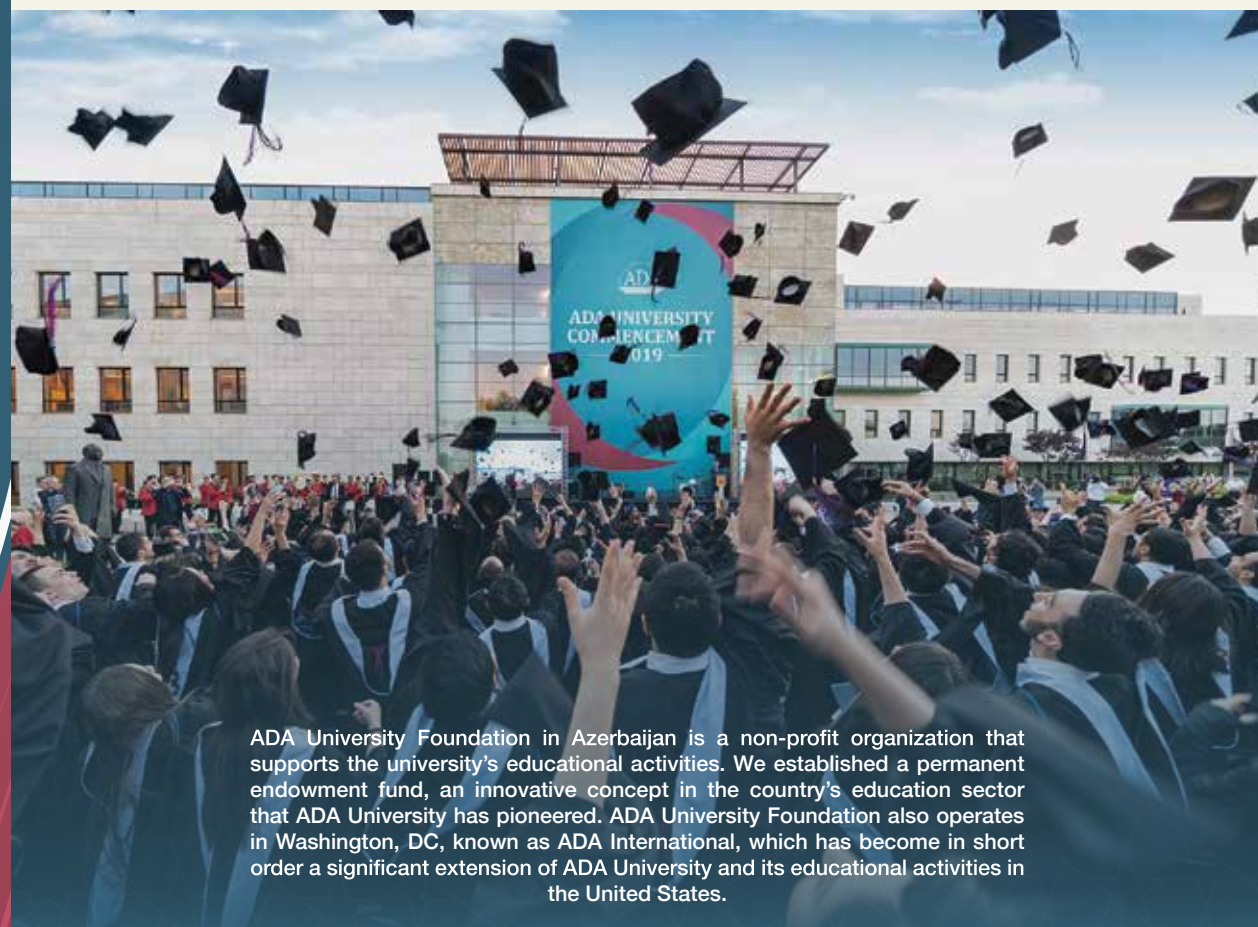 ADA
ADA UNIVERSITY
COMMENCEMENT
2019
ADA University Foundation in Azerbaijan is a non-profit organization that
supports the university's educational activities. We established a permanent
endowment fund, an innovative concept in the country's education sector
that ADA University has pioneered. ADA University Foundation also operates
in Washington, DC, known as ADA International, which has become in short
order a significant extension of ADA University and its educational activities in
the United States.